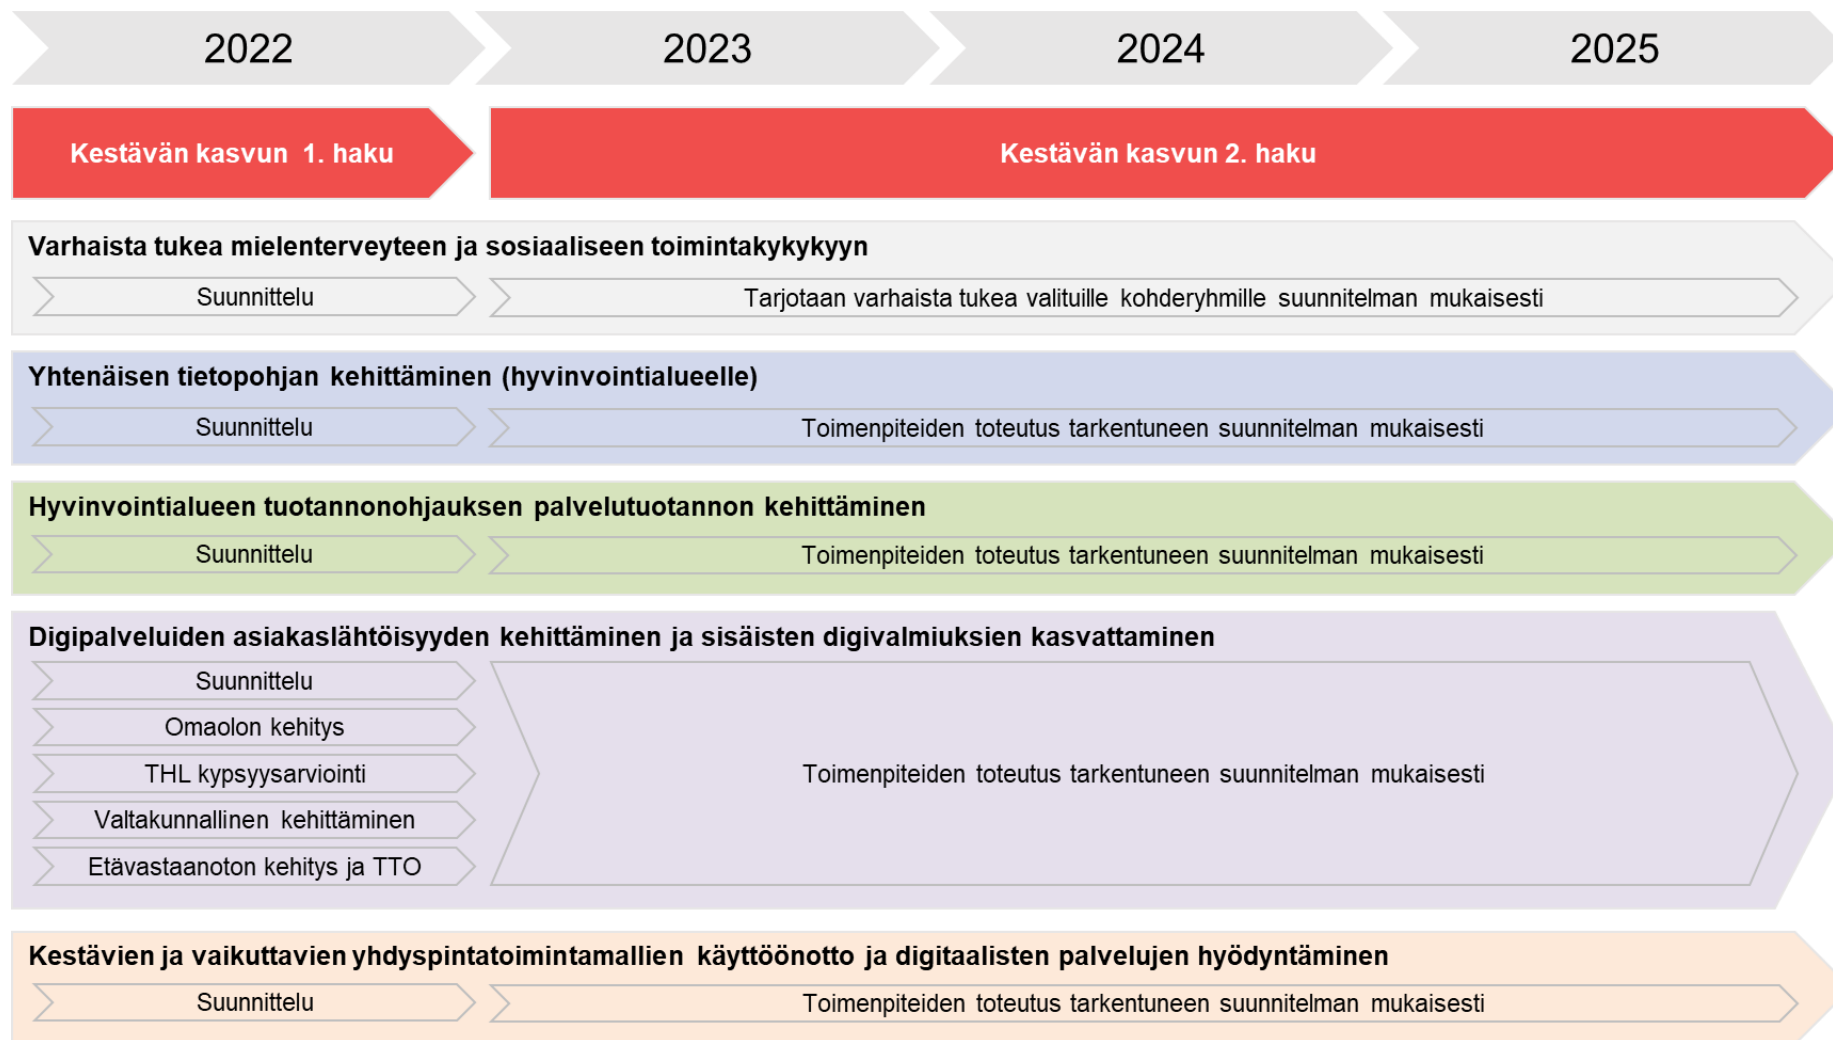 2022 2023 2024 2025
Kestävän kasvun 1. haku
Kestävän kasvun 2. haku
Varhaista tukea mielenterveyteen ja sosiaaliseen toimintakykykyyn
Suunnittelu
Tarjotaan varhaista tukea valituille kohderyhmille suunnitelman mukaisesti
Yhtenäisen tietopohjan kehittäminen (hyvinvointialueelle)
Suunnittelu
Toimenpiteiden toteutus tarkentuneen suunnitelman mukaisesti
Hyvinvointialueen tuotannonohjauksen palvelutuotannon kehittäminen
Suunnittelu
Toimenpiteiden toteutus tarkentuneen suunnitelman mukaisesti
Digipalveluiden asiakaslähtöisyyden kehittäminen ja sisäisten digivalmiuksien kasvattaminen
Suunnittelu
Omaolon kehitys
THL kypsyysarviointi
Valtakunnallinen kehittäminen
Etävastaanoton kehitys ja TTO
Toimenpiteiden toteutus tarkentuneen suunnitelman mukaisesti
Kestävien ja vaikuttavien yhdyspintatoimintamallien käyttöönotto ja digitaalisten palvelujen hyödyntäminen
Suunnittelu
Toimenpiteiden toteutus tarkentuneen suunnitelman mukaisesti